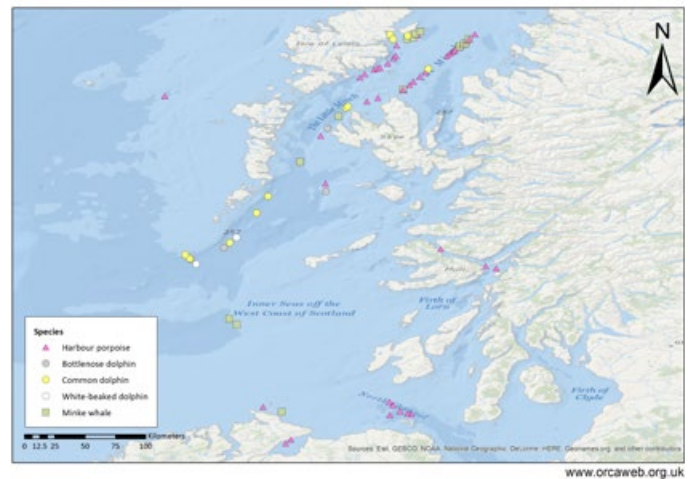 N
Isle of Lewis
The Little Minch
Skye
257
252
Mull
Inner Seas off the
West Coast of Scotland
Firth of
Lorn
Firth of
Clyde
Species
Harbour porpoise
Bottlenose dolphin
Common dolphin
White-beaked dolphin
Minke whale
Kilometers
0 12.5 25 50 75 100
Sources: Esri, GEBCO, NOAA, National Geographic, DeLorme, HERE, Geonames.org, and other contributors
www.orcaweb.org.uk